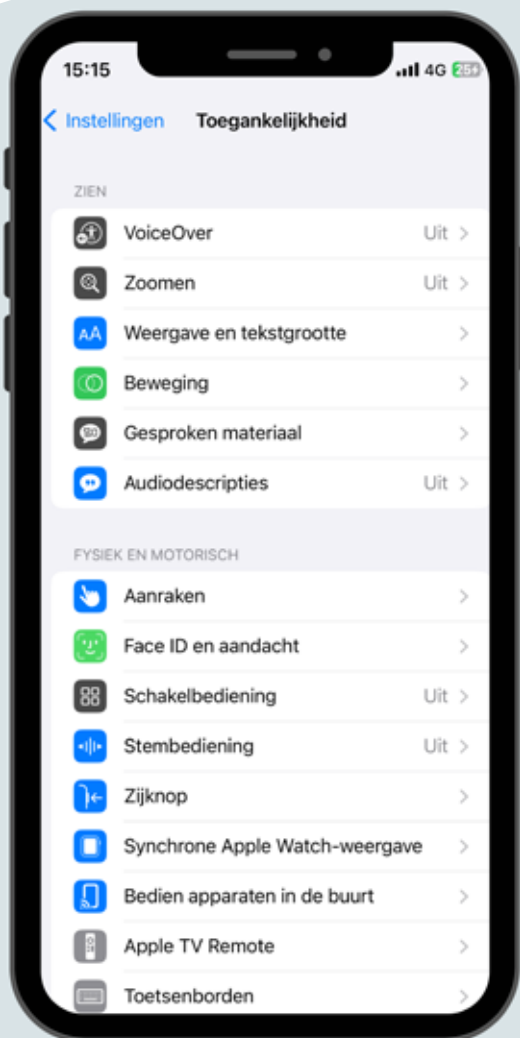 15:15 4G 25+
Instellingen Toegankelijkheid
ZIEN
VoiceOver Uit
Zoomen Uit
AA Weergave en tekstgrootte
Beweging
Gesproken materiaal
Audiodescripties Uit
FYSIEK EN MOTORISCH
Aanraken
Face ID en aandacht
Schakelbediening Uit
Stembediening Uit
Zijknop
Synchrone Apple Watch-weergave
Bedien apparaten in de buurt
Apple TV Remote
Toetsenborden